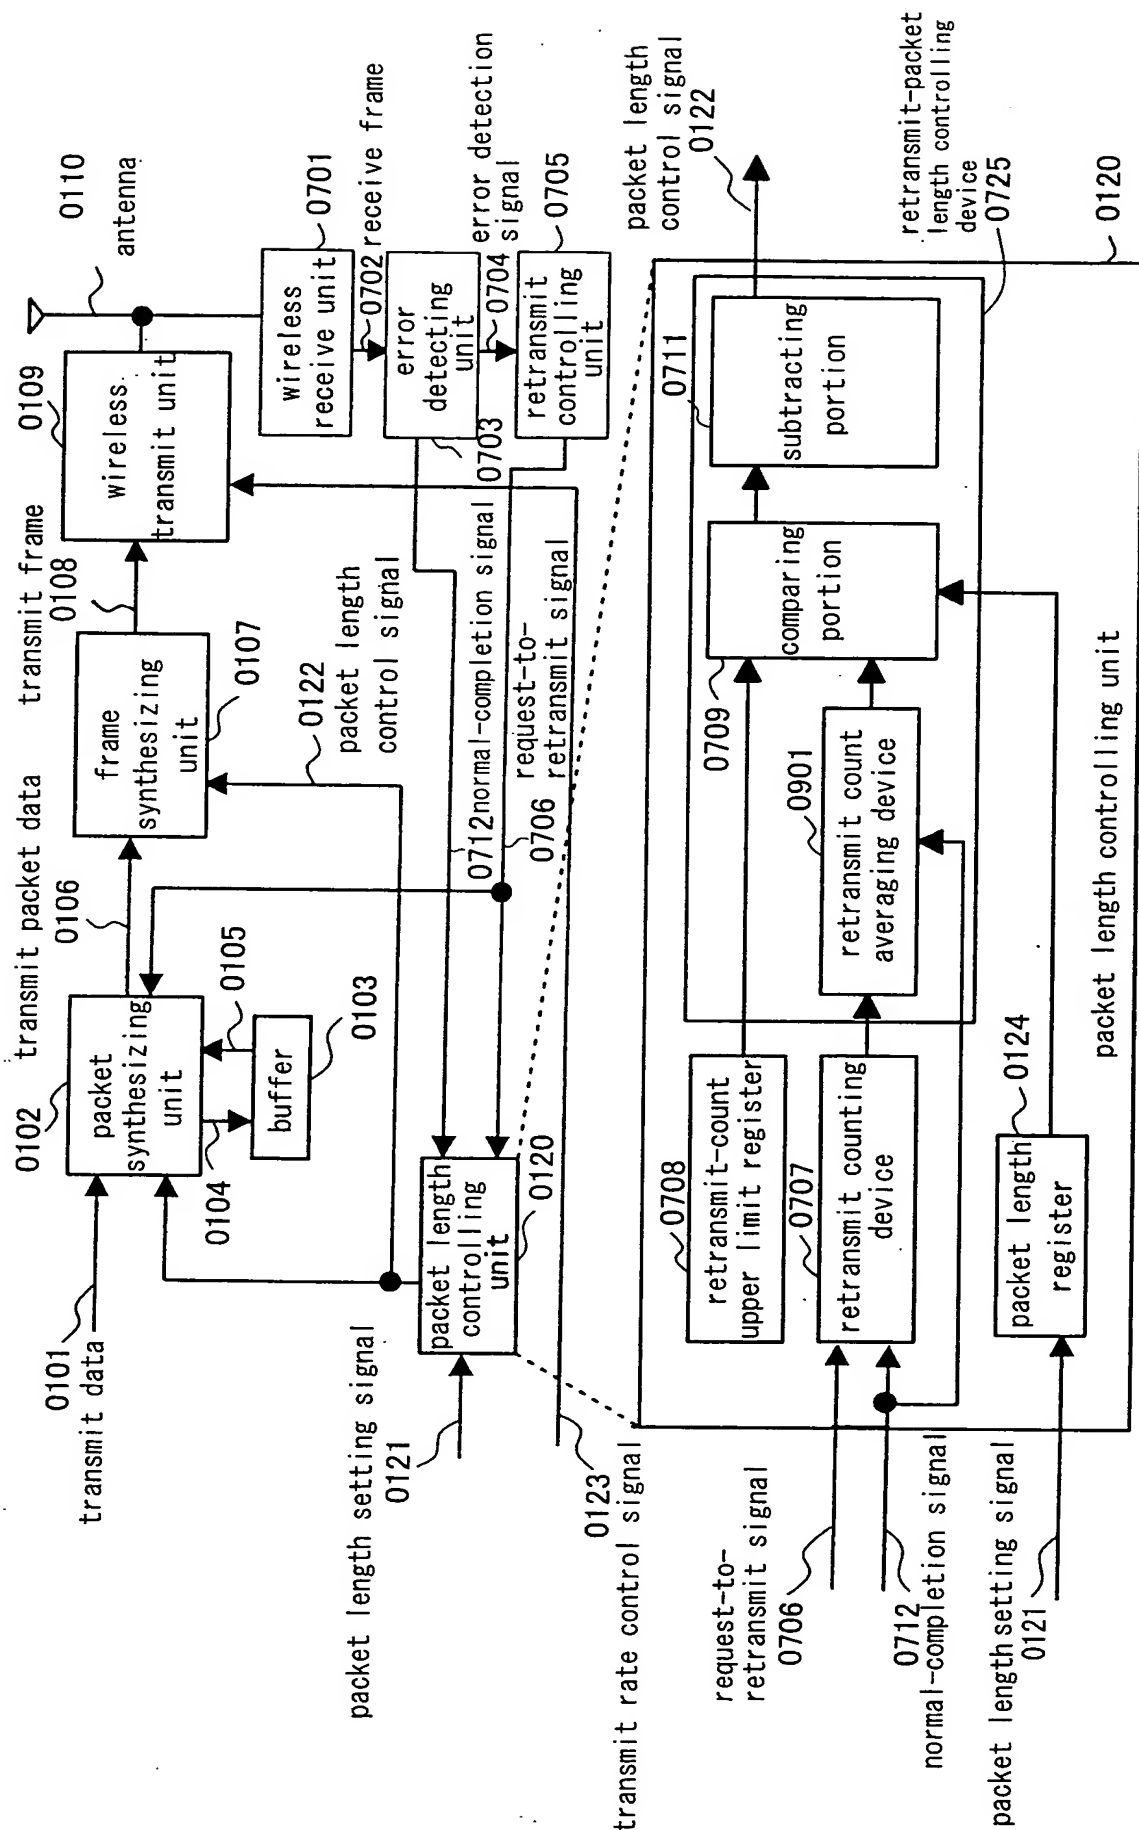 0101
transmit data
0102
packet
synthesizing
unit
0104
0105
buffer
0103
transmit packet data
0106
frame
synthesizing
unit
0107
transmit frame
0108
0109
wireless
transmit unit
0110
antenna
0701
wireless
receive unit
0702 receive frame
error
detecting
unit
0703
0704
error detection
signal
retransmit
controlling
unit
0705
0122
packet length
control signal
0712 normal-completion signal
0706
request-to-
retransmit signal
packet length setting signal
0121
packet length
controlling
unit
0120
0123
transmit rate control signal
request-to-
retransmit signal
0706
0712
normal-completion signal
packet length setting signal
0121
0708
retransmit-count
upper limit register
0707
retransmit counting
device
packet length
register
0124
0901
retransmit count
averaging device
0709
comparing
portion
0711
subtracting
portion
packet length
control signal
0122
retransmit-packet
length controlling
device
0725
packet length controlling unit
0120